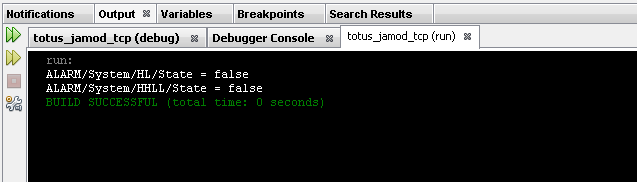 Notifications Output Variables Breakpoints Search Results
totus_jamod_tcp (debug) Debugger Console totus_jamod_tcp (run)
run:
ALARM/System/HL/State = false
ALARM/System/HHLL/State = false
BUILD SUCCESSFUL (total time: 0 seconds)